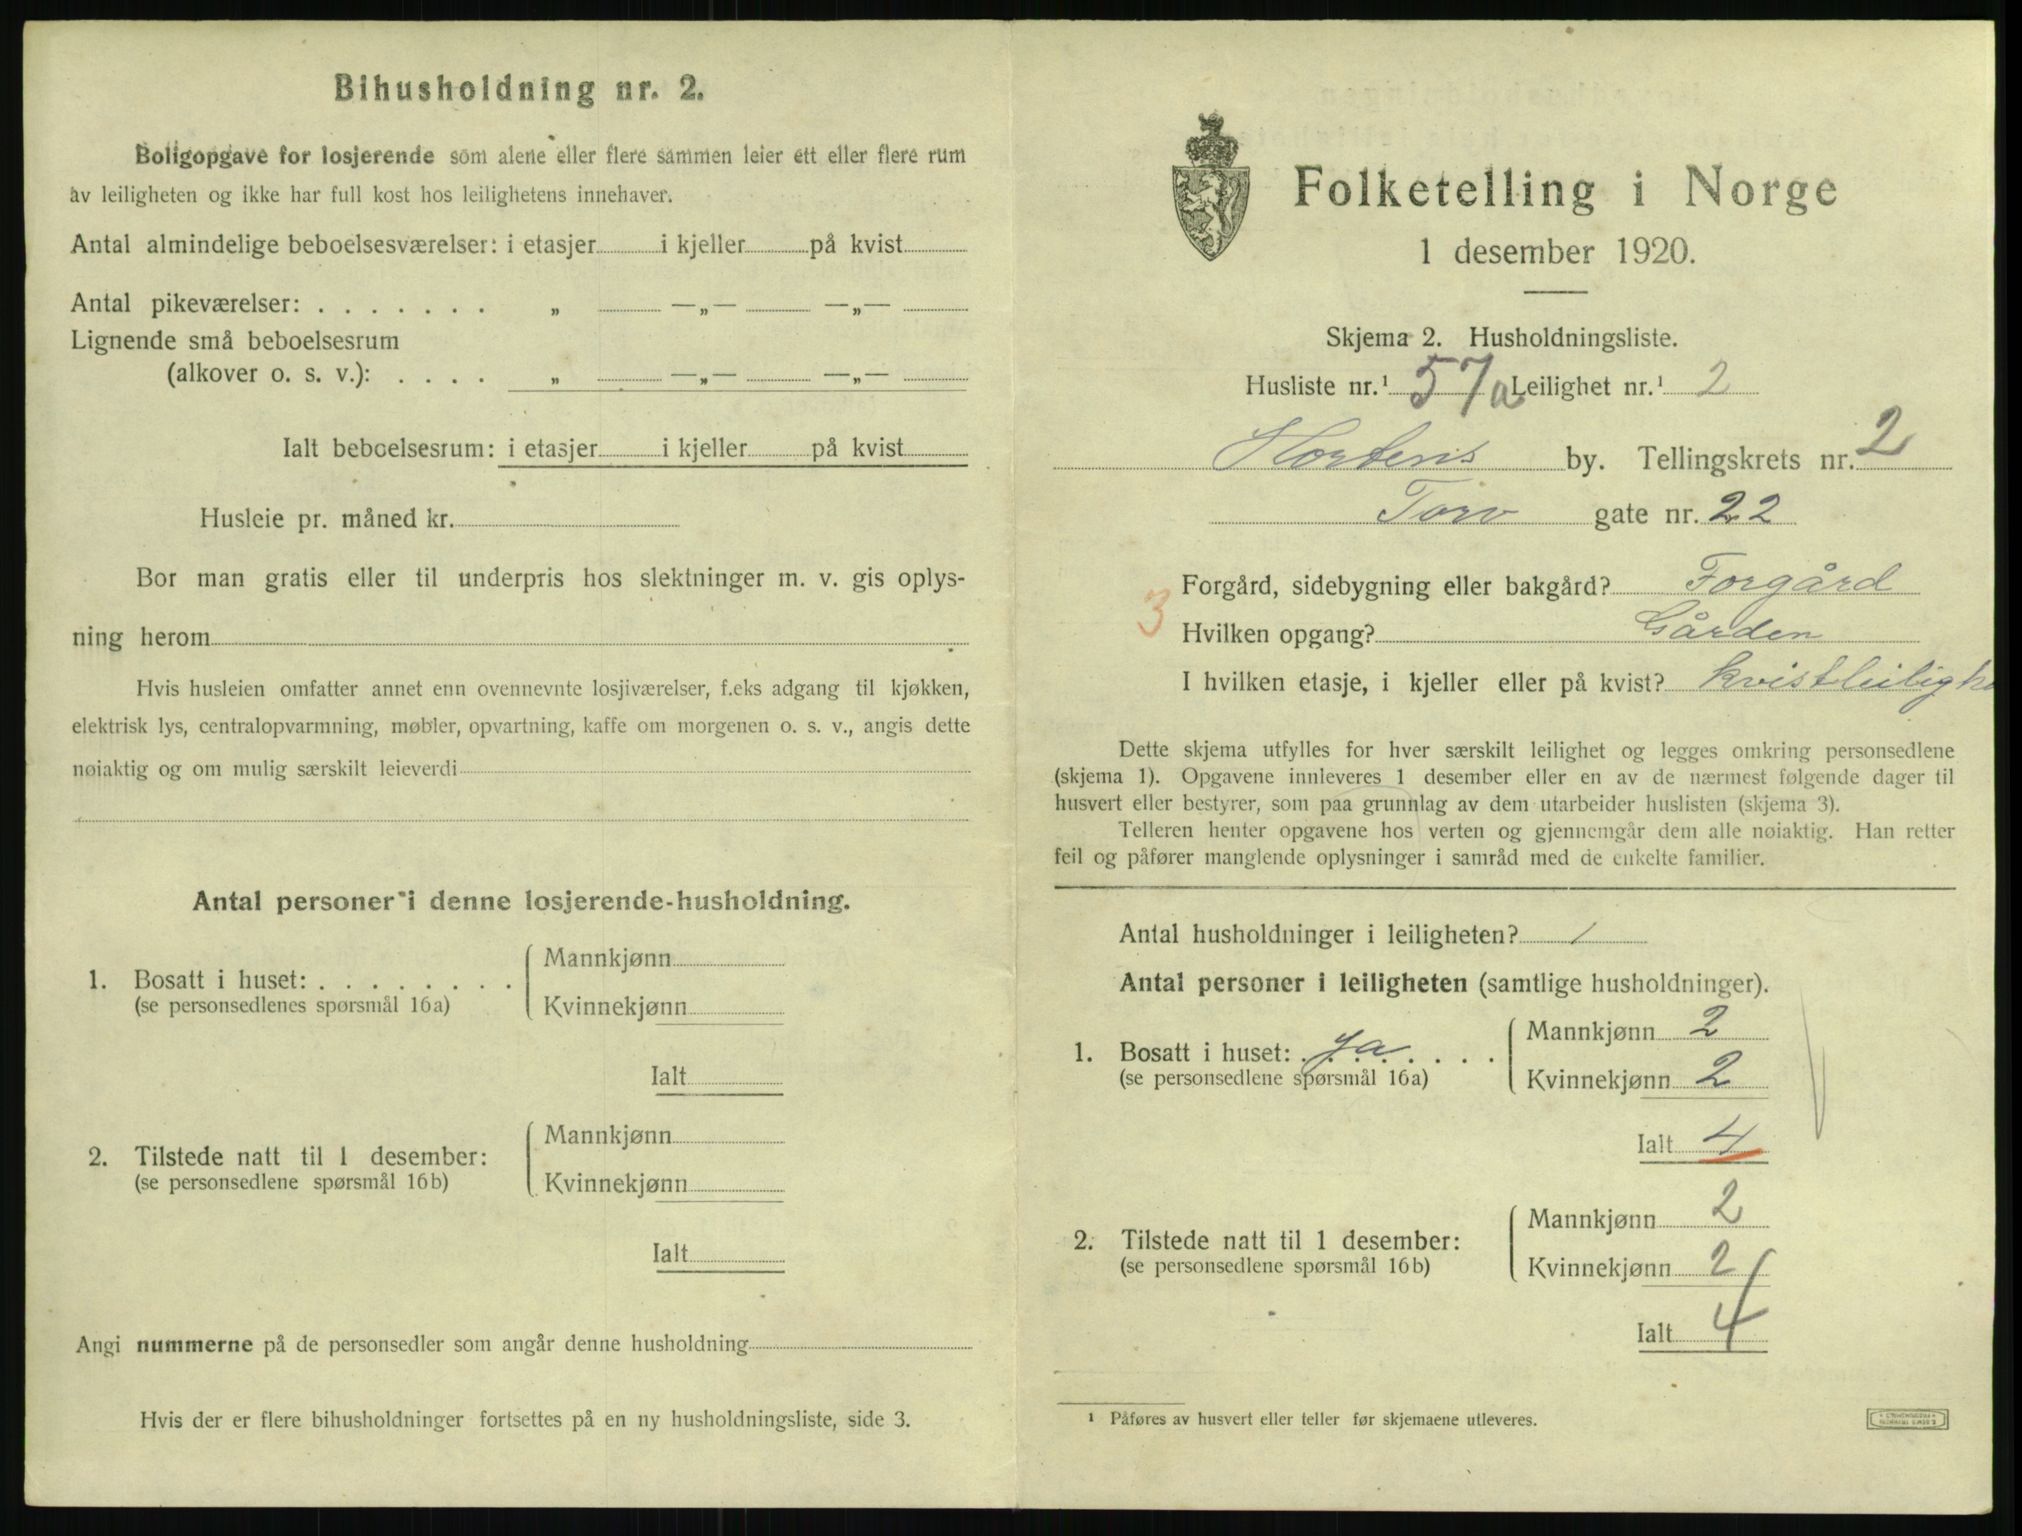 Bihusholdning nr. 2.
Boligopgave for losjerende som alene eller flere sammen leier ett eller flere rum
av leiligheten og ikke har full kost hos leilighetens innehaver.
Antal almindelige beboelsesværelser: i etasjer i kjeller på kvist
Antal pikeværelser: . . . . . . . „ —„— —„—
Lignende små beboelsesrum
(alkover o. s. v.): . . . . „ —„— —„—
Ialt beboelsesrum: i etasjer i kjeller på kvist
Husleie pr. måned kr.
Bor man gratis eller til underpris hos slektninger m. v. gis oplys-
ning herom
Hvis husleien omfatter annet enn ovennevnte losjiværelser, f.eks adgang til kjøkken,
elektrisk lys, centralopvarmning, møbler, opvartning, kaffe om morgenen o. s. v., angis dette
nøiaktig og om mulig særskilt leieverdi
Antal personer i denne losjerende-husholdning.
1. Bosatt i huset: . . . . . . . .
(se personsedlenes spørsmål 16a)
Mannkjønn
Kvinnekjønn
Ialt
2. Tilstede natt til 1 desember:
(se personsedlene spørsmål 16b)
Mannkjønn
Kvinnekjønn
Ialt
Angi nummerne på de personsedler som angår denne husholdning
Hvis der er flere bihusholdninger fortsettes på en ny husholdningsliste, side 3.
Folketelling i Norge
1 desember 1920.
Skjema 2. Husholdningsliste.
Husliste nr.¹ 57a Leilighet nr.¹ 2
Hortens by. Tellingskrets nr. 2
Torv gate nr. 22
Forgård, sidebygning eller bakgård? Forgård
3
Hvilken opgang? Gården
I hvilken etasje, i kjeller eller på kvist? kvistleilighe
Dette skjema utfylles for hver særskilt leilighet og legges omkring personsedlene
(skjema 1). Opgavene innleveres 1 desember eller en av de nærmest følgende dager til
husvert eller bestyrer, som paa grunnlag av dem utarbeider huslisten (skjema 3).
Telleren henter opgavene hos verten og gjennemgår dem alle nøiaktig. Han retter
feil og påfører manglende oplysninger i samråd med de enkelte familier.
Antal husholdninger i leiligheten? 1
Antal personer i leiligheten (samtlige husholdninger).
1. Bosatt i huset: ja
(se personsedlene spørsmål 16a)
Mannkjønn 2
Kvinnekjønn 2
Ialt 4
2. Tilstede natt til 1 desember:
(se personsedlene spørsmål 16b)
Mannkjønn 2
Kvinnekjønn 2
Ialt 4
¹ Påføres av husvert eller teller før skjemaene utleveres.